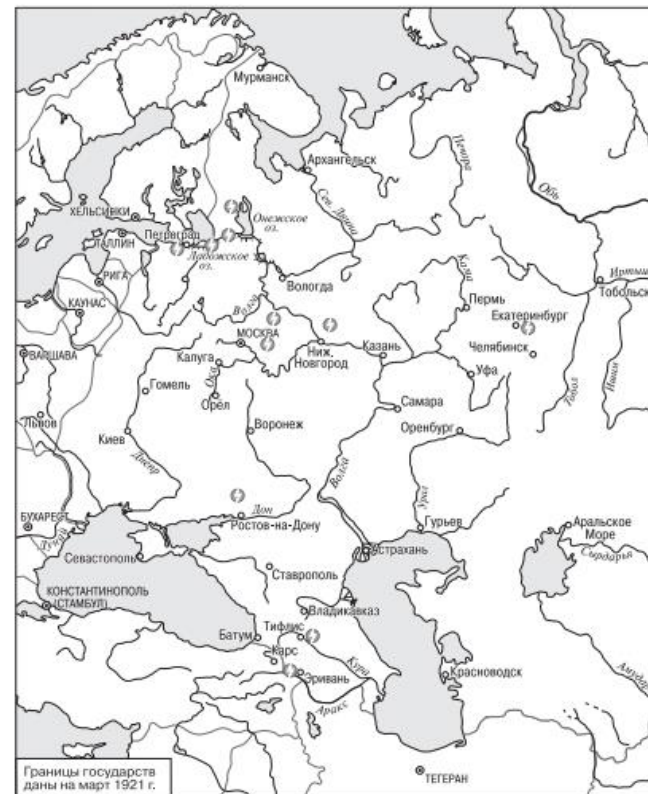 Мурманск
Архангельск
Печора
Обь
Сев. Двина
ХЕЛЬСИНКИ
Онежское
оз.
ТАЛЛИН
Петроград
Ладожское
оз.
РИГА
Вологда
Кама
Иртыш
Тобольск
КАУНАС
Волга
Пермь
Екатеринбург
ВАРШАВА
МОСКВА
Ниж.
Новгород
Казань
Челябинск
Калуга
Уфа
Гомель
Ока
Орёл
Самара
Тобол
Ишим
Львов
Киев
Воронеж
Оренбург
Днепр
Волга
Урал
БУХАРЕСТ
Дунай
Дон
Ростов-на-Дону
Гурьев
Аральское
Море
Астрахань
Сырдарья
Севастополь
Ставрополь
КОНСТАНТИНОПОЛЬ
(СТАМБУЛ)
Владикавказ
Батум
Тифлис
Карс
Кура
Эривань
Красноводск
Амударья
Аракс
Границы государств
даны на март 1921 г.
ТЕГЕРАН